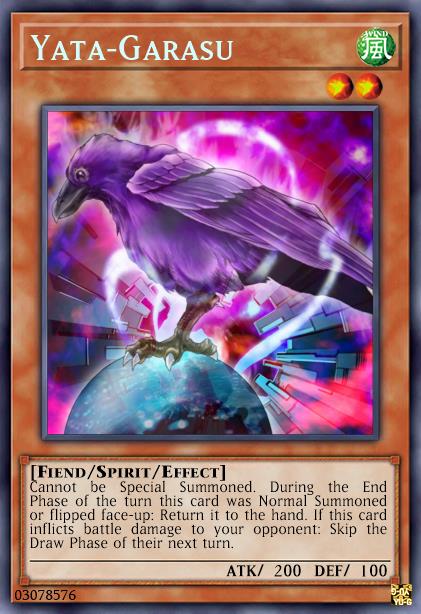 Yata-Garasu
WIND
風
[Fiend/Spirit/Effect]
Cannot be Special Summoned. During the End
Phase of the turn this card was Normal Summoned
or flipped face-up: Return it to the hand. If this card
inflicts battle damage to your opponent: Skip the
Draw Phase of their next turn.
ATK/ 200 DEF/ 100
03078576